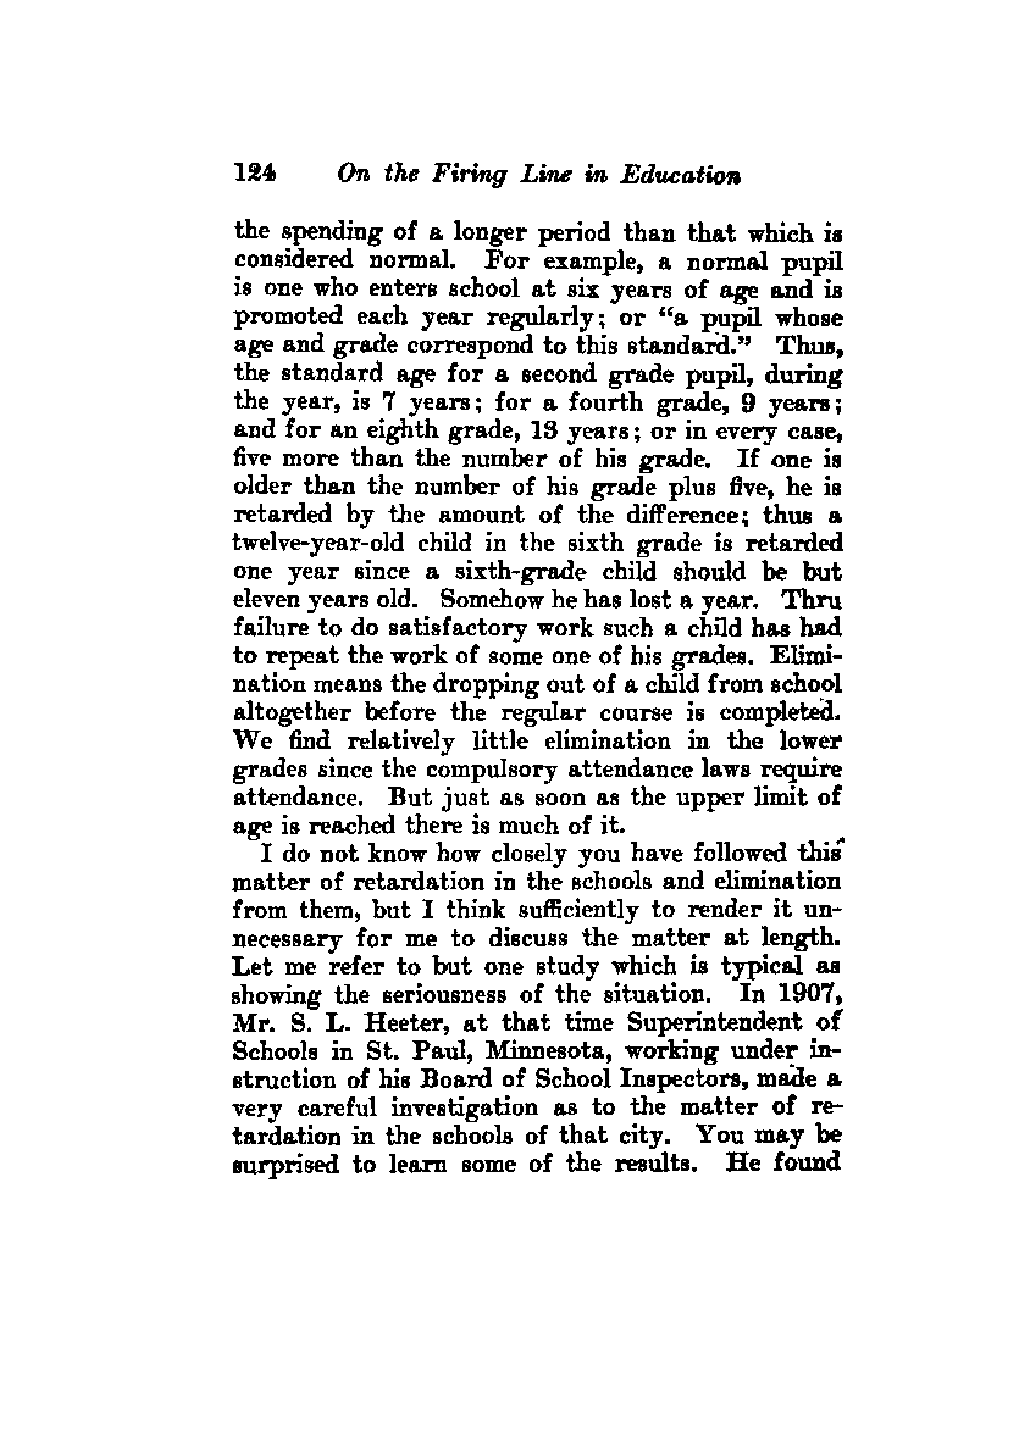 124 On the Firing Line in Education
the spending of a longer period than that which is
considered normal. For example, a normal pupil
is one who enters school at six years of age and is
promoted each year regularly; or “a pupil whose
age and grade correspond to this standard.” Thus,
the standard age for a second grade pupil, during
the year, is 7 years; for a fourth grade, 9 years;
and for an eighth grade, 13 years; or in every case,
five more than the number of his grade. If one is
older than the number of his grade plus five, he is
retarded by the amount of the difference; thus a
twelve-year-old child in the sixth grade is retarded
one year since a sixth-grade child should be but
eleven years old. Somehow he has lost a year. Thru
failure to do satisfactory work such a child has had
to repeat the work of some one of his grades. Elimi-
nation means the dropping out of a child from school
altogether before the regular course is completed.
We find relatively little elimination in the lower
grades since the compulsory attendance laws require
attendance. But just as soon as the upper limit of
age is reached there is much of it.
I do not know how closely you have followed this
matter of retardation in the schools and elimination
from them, but I think sufficiently to render it un-
necessary for me to discuss the matter at length.
Let me refer to but one study which is typical as
showing the seriousness of the situation. In 1907,
Mr. S. L. Heeter, at that time Superintendent of
Schools in St. Paul, Minnesota, working under in-
struction of his Board of School Inspectors, made a
very careful investigation as to the matter of re-
tardation in the schools of that city. You may be
surprised to learn some of the results. He found